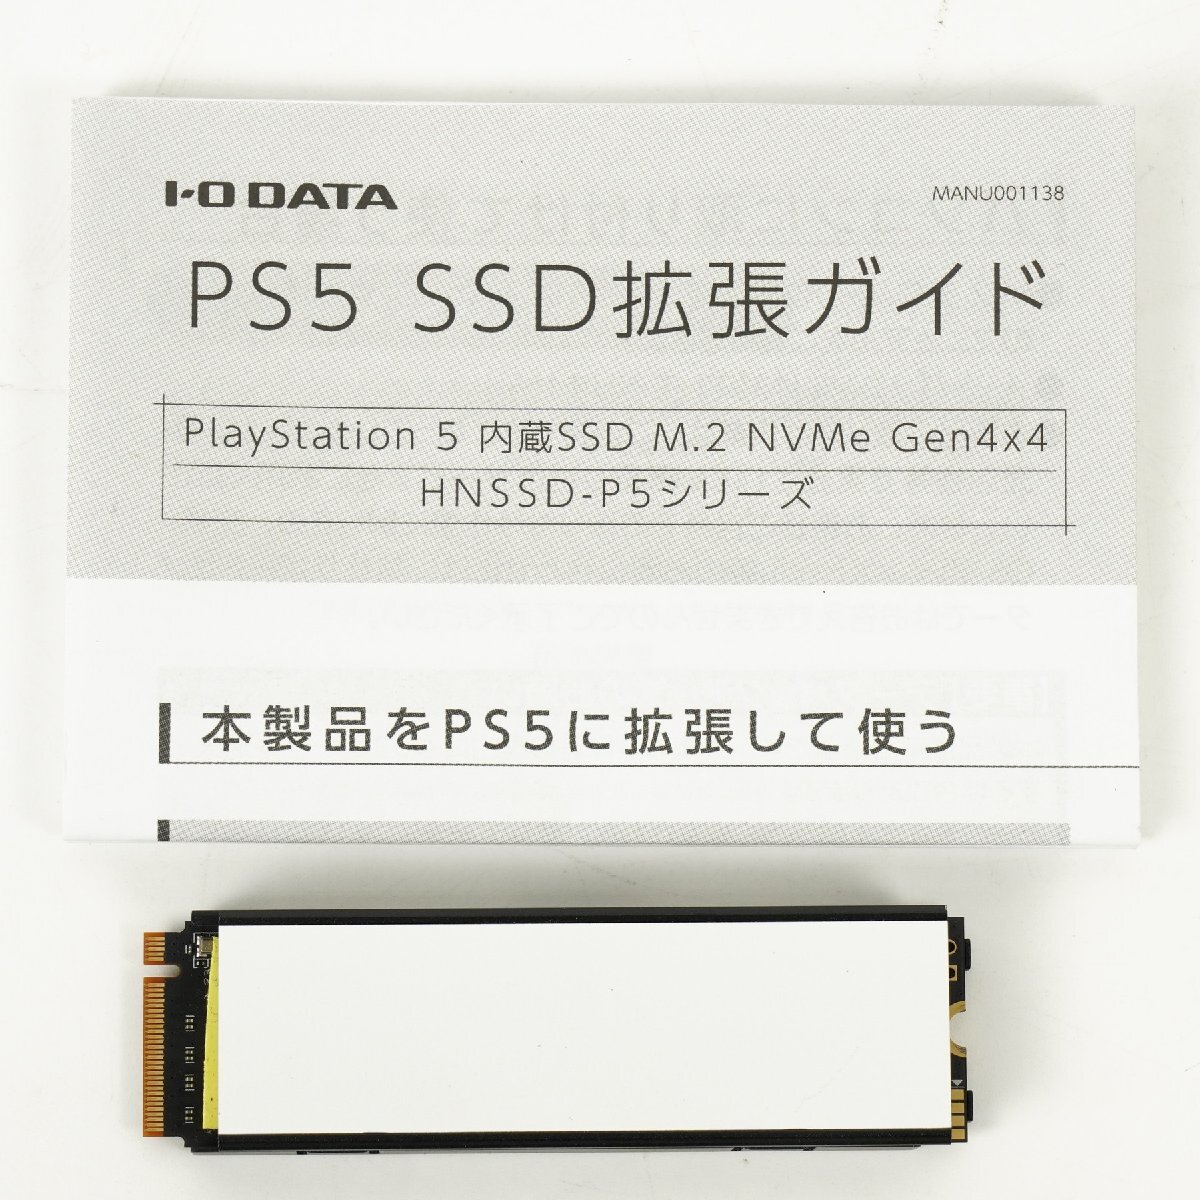 I-O DATA
MANU001138
PS5 SSD拡張ガイド
PlayStation 5 内蔵SSD M.2 NVMe Gen4x4
HNSSD-P5シリーズ
本製品をPS5に拡張して使う